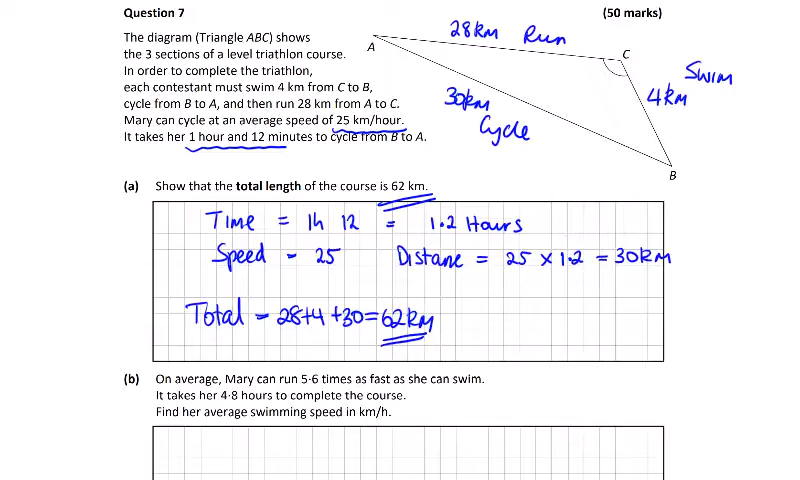 Question 7
(50 marks)
The diagram (Triangle ABC) shows
the 3 sections of a level triathlon course.
In order to complete the triathlon,
each contestant must swim 4 km from C to B,
cycle from B to A, and then run 28 km from A to C.
Mary can cycle at an average speed of 25 km/hour.
It takes her 1 hour and 12 minutes to cycle from B to A.
28KM Run
A
C
Swim
4km
30km
Cycle
B
(a) Show that the total length of the course is 62 km.
Time = 1h 12 = 1.2 Hours
Speed = 25 Distance = 25 × 1.2 = 30KM
Total = 28+4+30=62KM
(b) On average, Mary can run 5·6 times as fast as she can swim.
It takes her 4·8 hours to complete the course.
Find her average swimming speed in km/h.